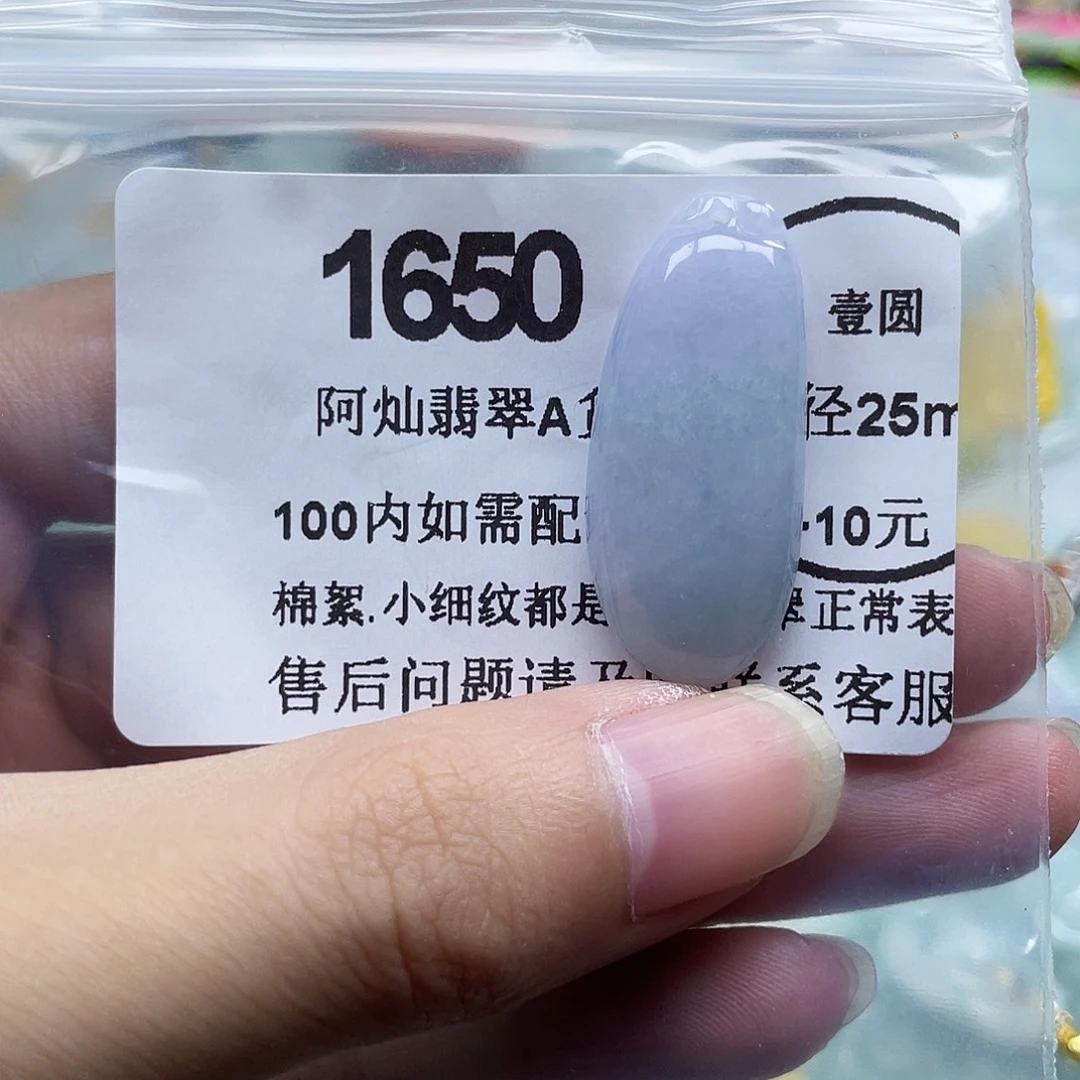 1650
壹圆
阿灿翡翠A 径25m
100内如需配 10元
棉絮.小细纹都是 正常表
售后问题请 系客服